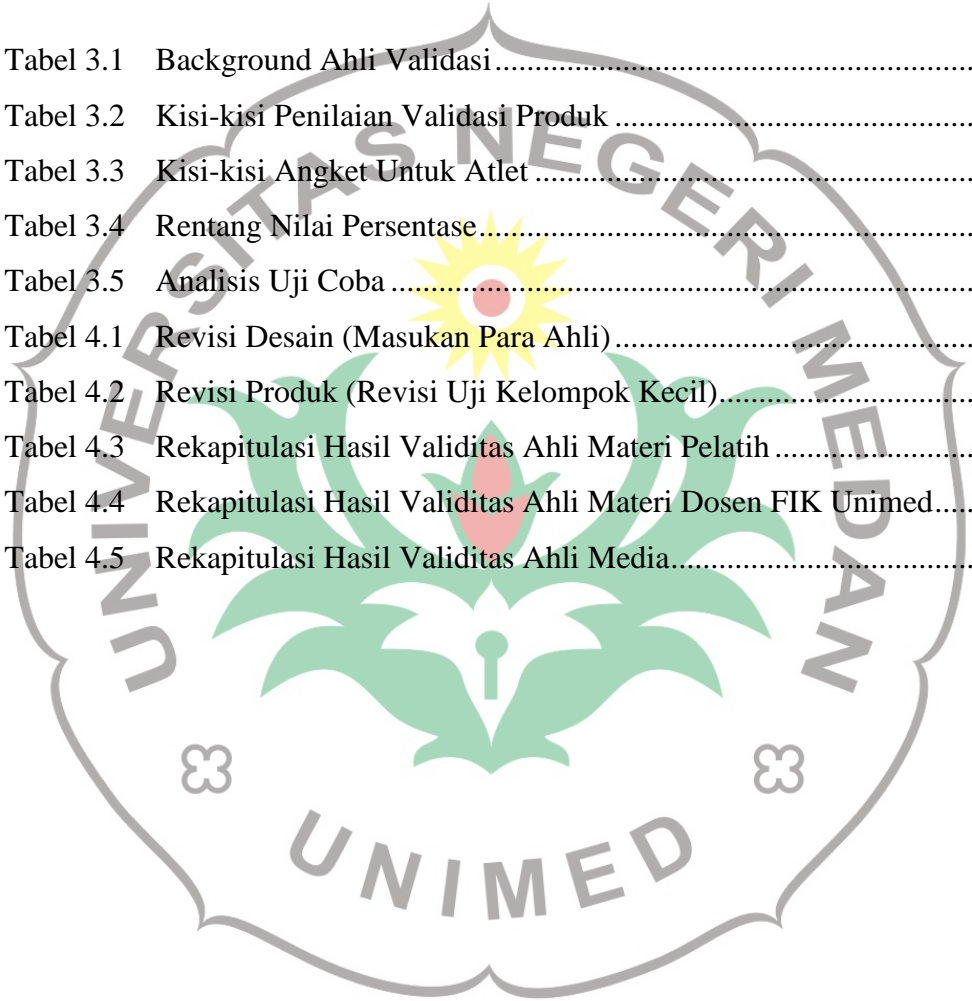 Tabel 3.1 Background Ahli Validasi........................................................
Tabel 3.2 Kisi-kisi Penilaian Validasi Produk ........................................
Tabel 3.3 Kisi-kisi Angket Untuk Atlet ..................................................
Tabel 3.4 Rentang Nilai Persentase.........................................................
Tabel 3.5 Analisis Uji Coba ....................................................................
Tabel 4.1 Revisi Desain (Masukan Para Ahli) ........................................
Tabel 4.2 Revisi Produk (Revisi Uji Kelompok Kecil)...........................
Tabel 4.3 Rekapitulasi Hasil Validitas Ahli Materi Pelatih ....................
Tabel 4.4 Rekapitulasi Hasil Validitas Ahli Materi Dosen FIK Unimed.....
Tabel 4.5 Rekapitulasi Hasil Validitas Ahli Media..................................
UNIVERSITAS NEGERI MEDAN
UNIMED